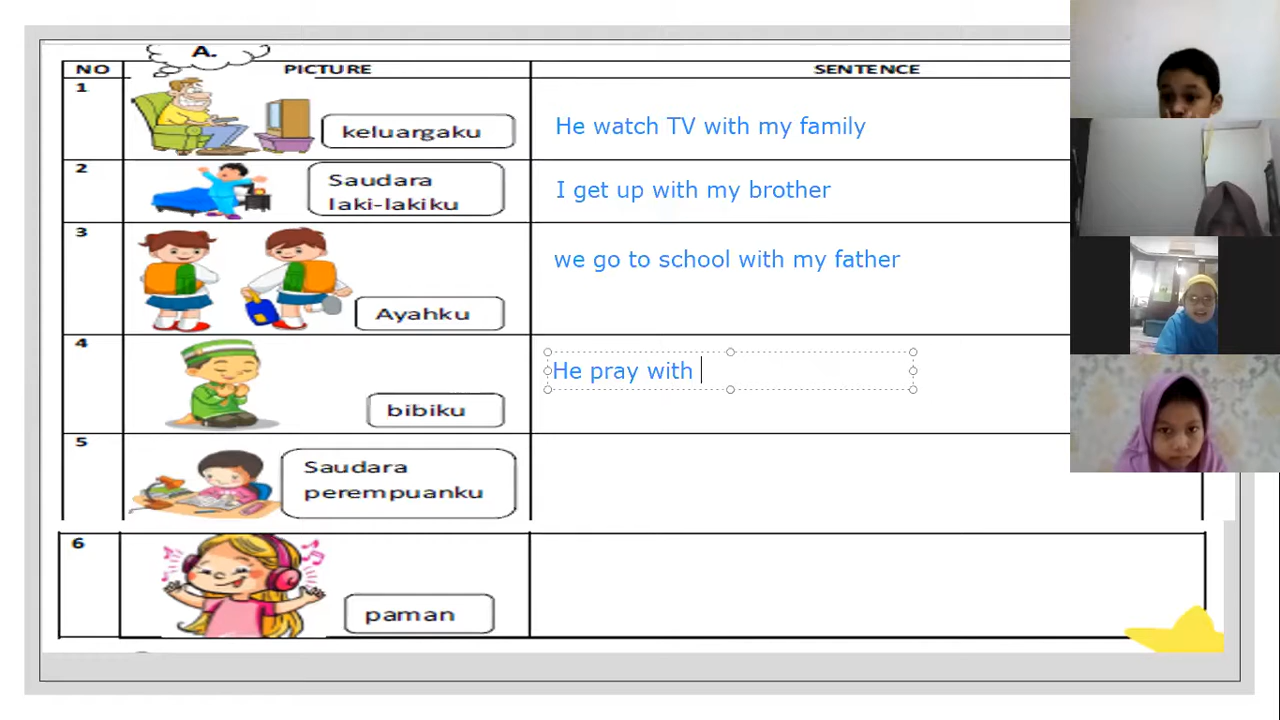 A.
NO PICTURE SENTENCE
1
keluargaku
He watch TV with my family
2
Saudara
laki-lakiku
I get up with my brother
3
Ayahku
we go to school with my father
4
bibiku
He pray with
5
Saudara
perempuanku
6
paman